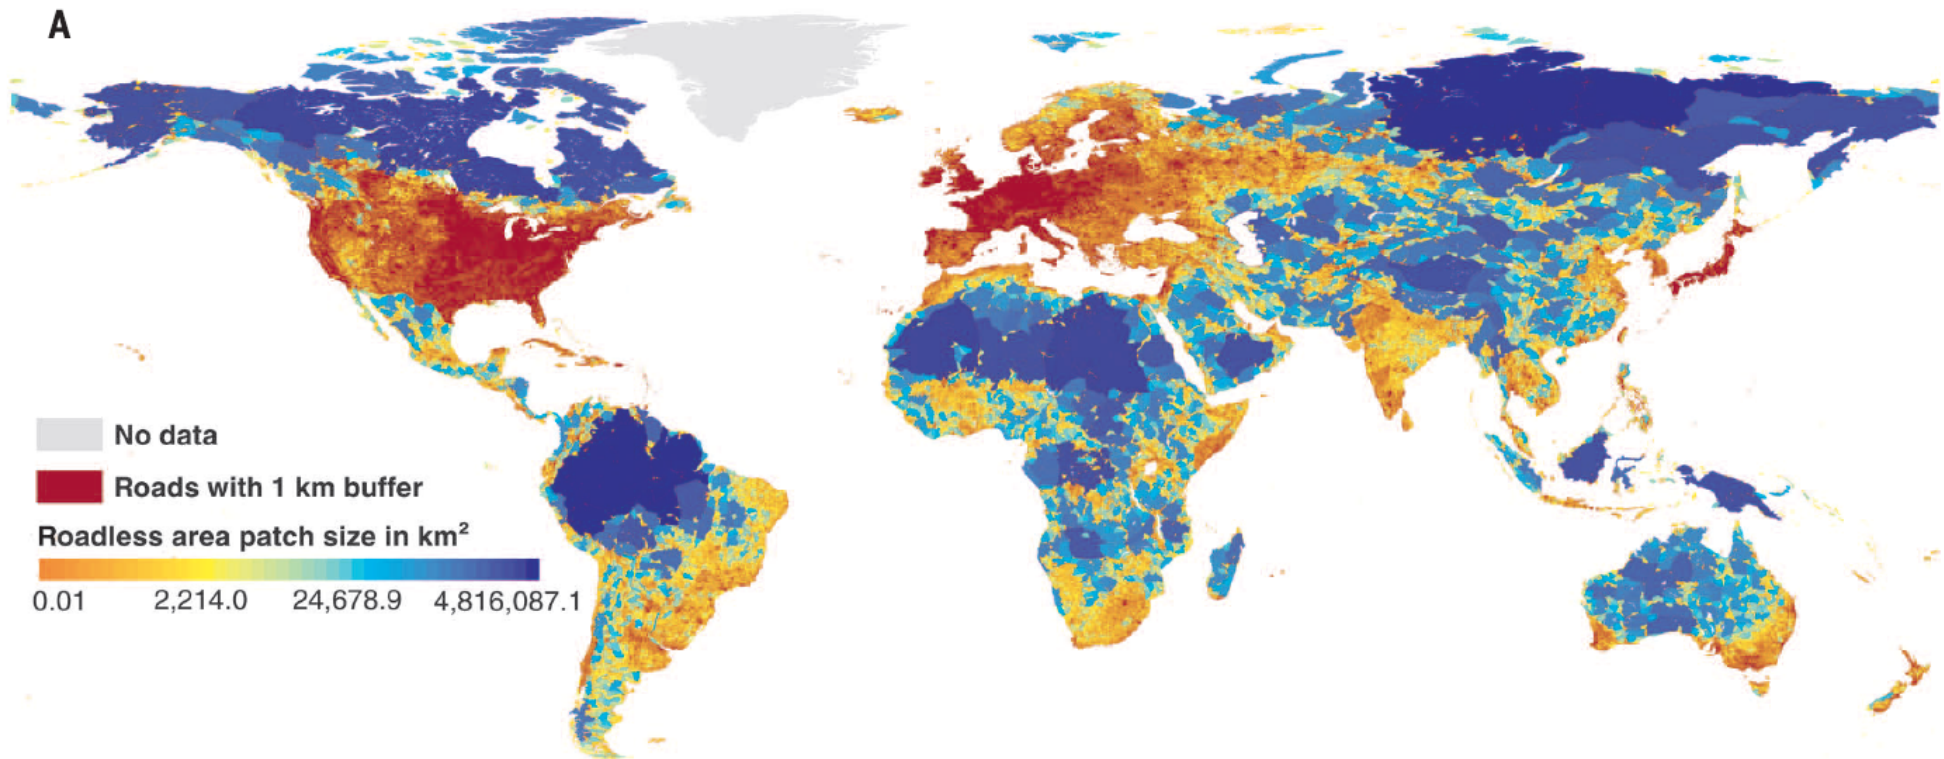 A
No data
Roads with 1 km buffer
Roadless area patch size in km²
0.01 2,214.0 24,678.9 4,816,087.1